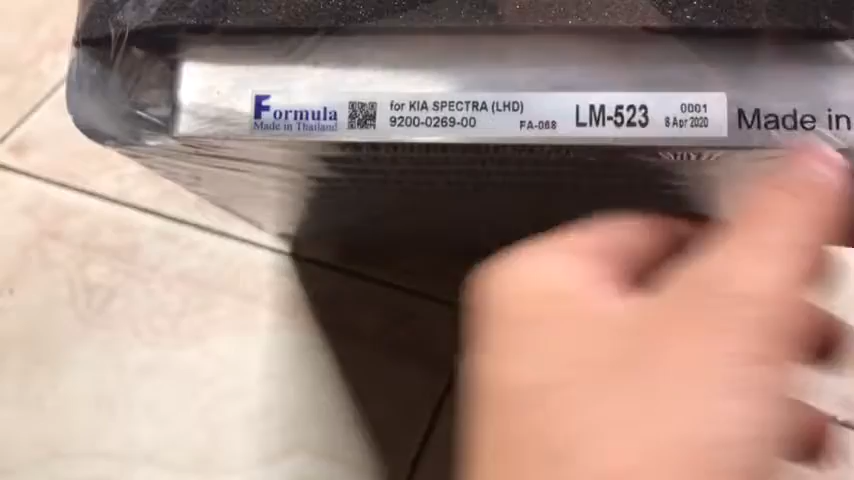 Formula
Made in Thailand
for KIA SPECTRA (LHD)
9200-0269-00
FA-068
LM-523
0001
8 Apr 2020
Made in